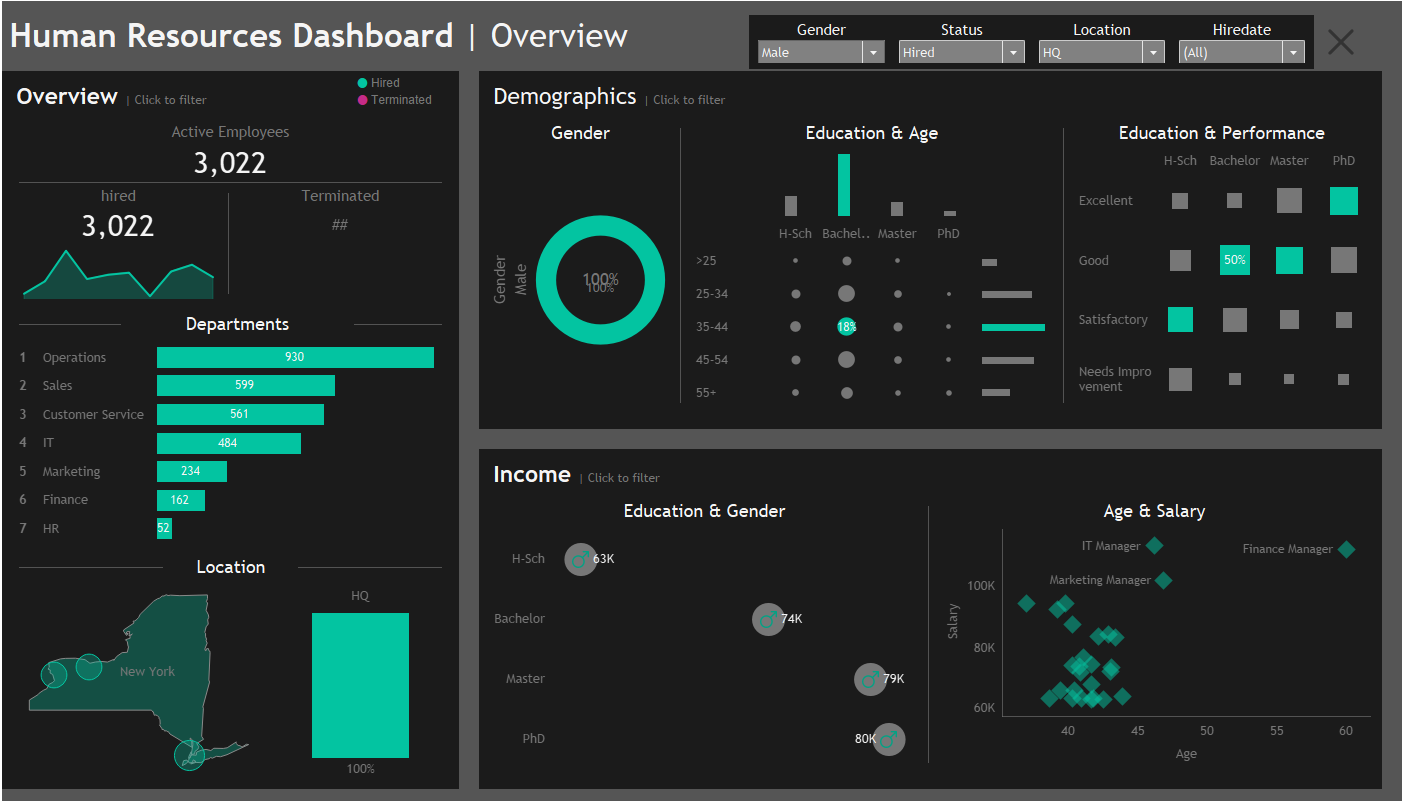 Human Resources Dashboard | Overview
Gender Status Location Hiredate
Male Hired HQ (All)
Overview | Click to filter
Hired
Terminated
Active Employees
3,022
hired Terminated
3,022 ##
Departments
1 Operations 930
2 Sales 599
3 Customer Service 561
4 IT 484
5 Marketing 234
6 Finance 162
7 HR 52
Location
HQ
New York
100%
Demographics | Click to filter
Gender
Gender
Male
100%
100%
Education & Age
H-Sch Bachel.. Master PhD
>25
25-34
35-44 18%
45-54
55+
Education & Performance
H-Sch Bachelor Master PhD
Excellent
Good 50%
Satisfactory
Needs Impro
vement
Income | Click to filter
Education & Gender
H-Sch 63K
Bachelor 74K
Master 79K
PhD 80K
Age & Salary
IT Manager Finance Manager
Marketing Manager
Salary
100K
80K
60K
40 45 50 55 60
Age